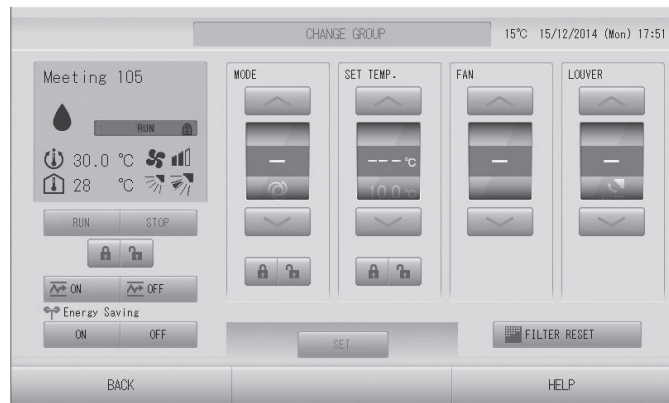 CHANGE GROUP
15°C 15/12/2014 (Mon) 17:51
Meeting 105
RUN
30.0 °C
28 °C
RUN STOP
ON OFF
Energy Saving
ON OFF
MODE
–
SET TEMP.
---°C
10.0 °C
FAN
–
LOUVER
–
SET
FILTER RESET
BACK
HELP